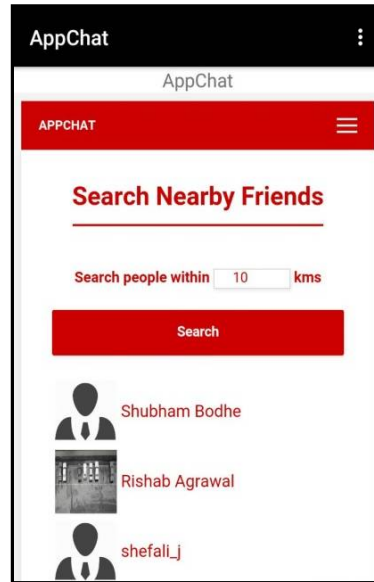 AppChat
AppChat
APPCHAT
Search Nearby Friends
Search people within 10 kms
Search
Shubham Bodhe
Rishab Agrawal
shefali_j